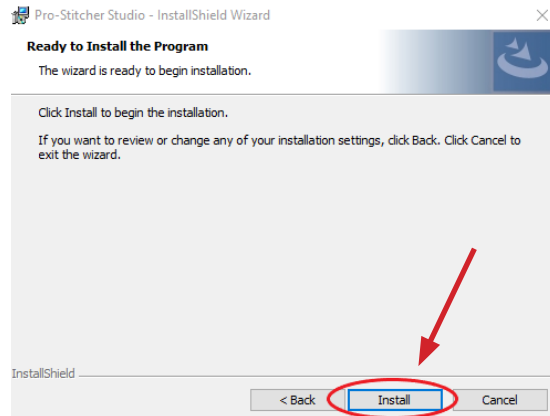 Pro-Stitcher Studio - InstallShield Wizard
Ready to Install the Program
The wizard is ready to begin installation.
Click Install to begin the installation.
If you want to review or change any of your installation settings, click Back. Click Cancel to
exit the wizard.
InstallShield
< Back Install Cancel